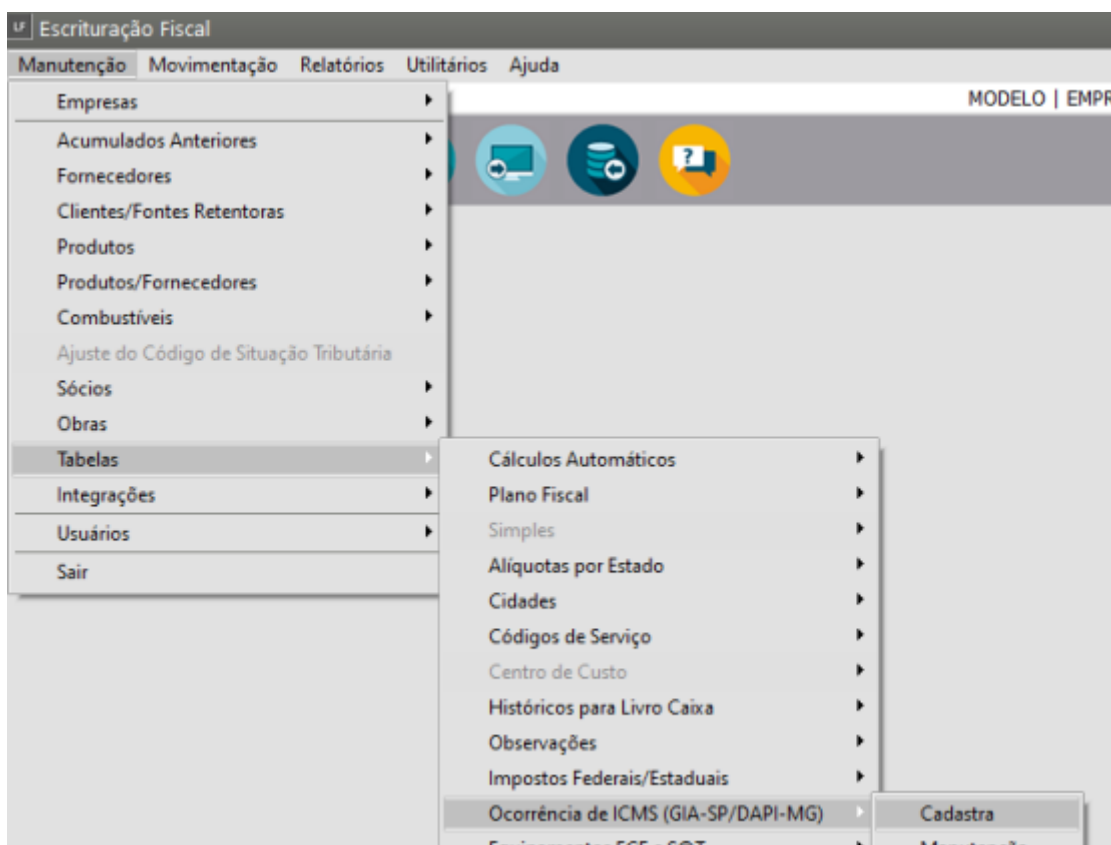 LF Escrituração Fiscal
Manutenção Movimentação Relatórios Utilitários Ajuda
MODELO | EMPR
Empresas
Acumulados Anteriores
Fornecedores
Clientes/Fontes Retentoras
Produtos
Produtos/Fornecedores
Combustíveis
Ajuste do Código de Situação Tributária
Sócios
Obras
Tabelas
Integrações
Usuários
Sair
Cálculos Automáticos
Plano Fiscal
Simples
Alíquotas por Estado
Cidades
Códigos de Serviço
Centro de Custo
Históricos para Livro Caixa
Observações
Impostos Federais/Estaduais
Ocorrência de ICMS (GIA-SP/DAPI-MG)
Cadastra